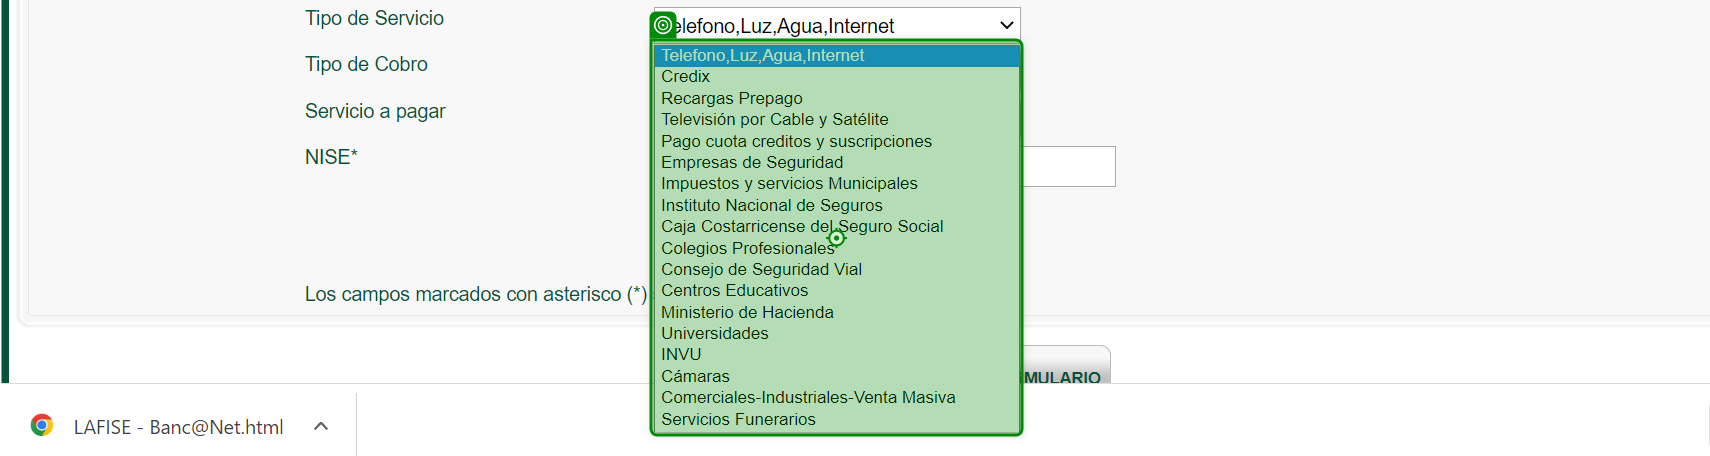 Tipo de Servicio
elefono,Luz,Agua,Internet
Telefono,Luz,Agua,Internet
Credix
Recargas Prepago
Televisión por Cable y Satélite
Pago cuota creditos y suscripciones
Empresas de Seguridad
Impuestos y servicios Municipales
Instituto Nacional de Seguros
Caja Costarricense del Seguro Social
Colegios Profesionales
Consejo de Seguridad Vial
Centros Educativos
Ministerio de Hacienda
Universidades
INVU
Cámaras
Comerciales-Industriales-Venta Masiva
Servicios Funerarios
Tipo de Cobro
Servicio a pagar
NISE*
Los campos marcados con asterisco (*)
MULARIO
LAFISE - Banc@Net.html